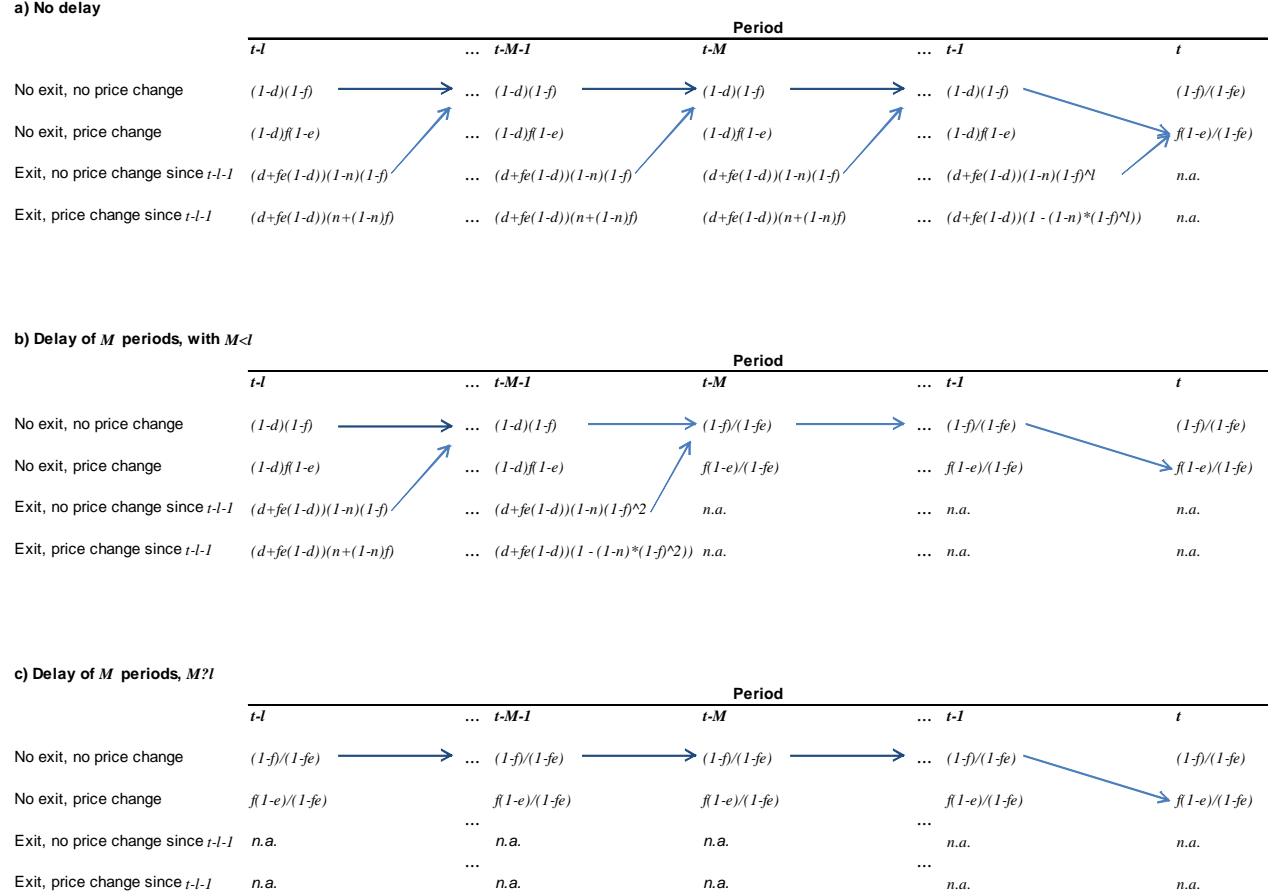 a) No delay
Period
t-l … t-M-1 t-M … t-1 t
No exit, no price change (1-d)(1-f) … (1-d)(1-f) (1-d)(1-f) … (1-d)(1-f) (1-f)/(1-fe)
No exit, price change (1-d)f(1-e) … (1-d)f(1-e) (1-d)f(1-e) … (1-d)f(1-e) f(1-e)/(1-fe)
Exit, no price change since t-l-1 (d+fe(1-d))(1-n)(1-f) … (d+fe(1-d))(1-n)(1-f) (d+fe(1-d))(1-n)(1-f) … (d+fe(1-d))(1-n)(1-f)^l n.a.
Exit, price change since t-l-1 (d+fe(1-d))(n+(1-n)f) … (d+fe(1-d))(n+(1-n)f) (d+fe(1-d))(n+(1-n)f) … (d+fe(1-d))(1 - (1-n)*(1-f)^l)) n.a.
b) Delay of M periods, with M<l
Period
t-l … t-M-1 t-M … t-1 t
No exit, no price change (1-d)(1-f) … (1-d)(1-f) (1-f)/(1-fe) … (1-f)/(1-fe) (1-f)/(1-fe)
No exit, price change (1-d)f(1-e) … (1-d)f(1-e) f(1-e)/(1-fe) … f(1-e)/(1-fe) f(1-e)/(1-fe)
Exit, no price change since t-l-1 (d+fe(1-d))(1-n)(1-f) … (d+fe(1-d))(1-n)(1-f)^2 n.a. … n.a. n.a.
Exit, price change since t-l-1 (d+fe(1-d))(n+(1-n)f) … (d+fe(1-d))(1 - (1-n)*(1-f)^2)) n.a. … n.a. n.a.
c) Delay of M periods, M?l
Period
t-l … t-M-1 t-M … t-1 t
No exit, no price change (1-f)/(1-fe) … (1-f)/(1-fe) (1-f)/(1-fe) … (1-f)/(1-fe) (1-f)/(1-fe)
No exit, price change f(1-e)/(1-fe) f(1-e)/(1-fe) f(1-e)/(1-fe) f(1-e)/(1-fe) f(1-e)/(1-fe)
… …
Exit, no price change since t-l-1 n.a. n.a. n.a. n.a. n.a.
… …
Exit, price change since t-l-1 n.a. n.a. n.a. n.a. n.a.